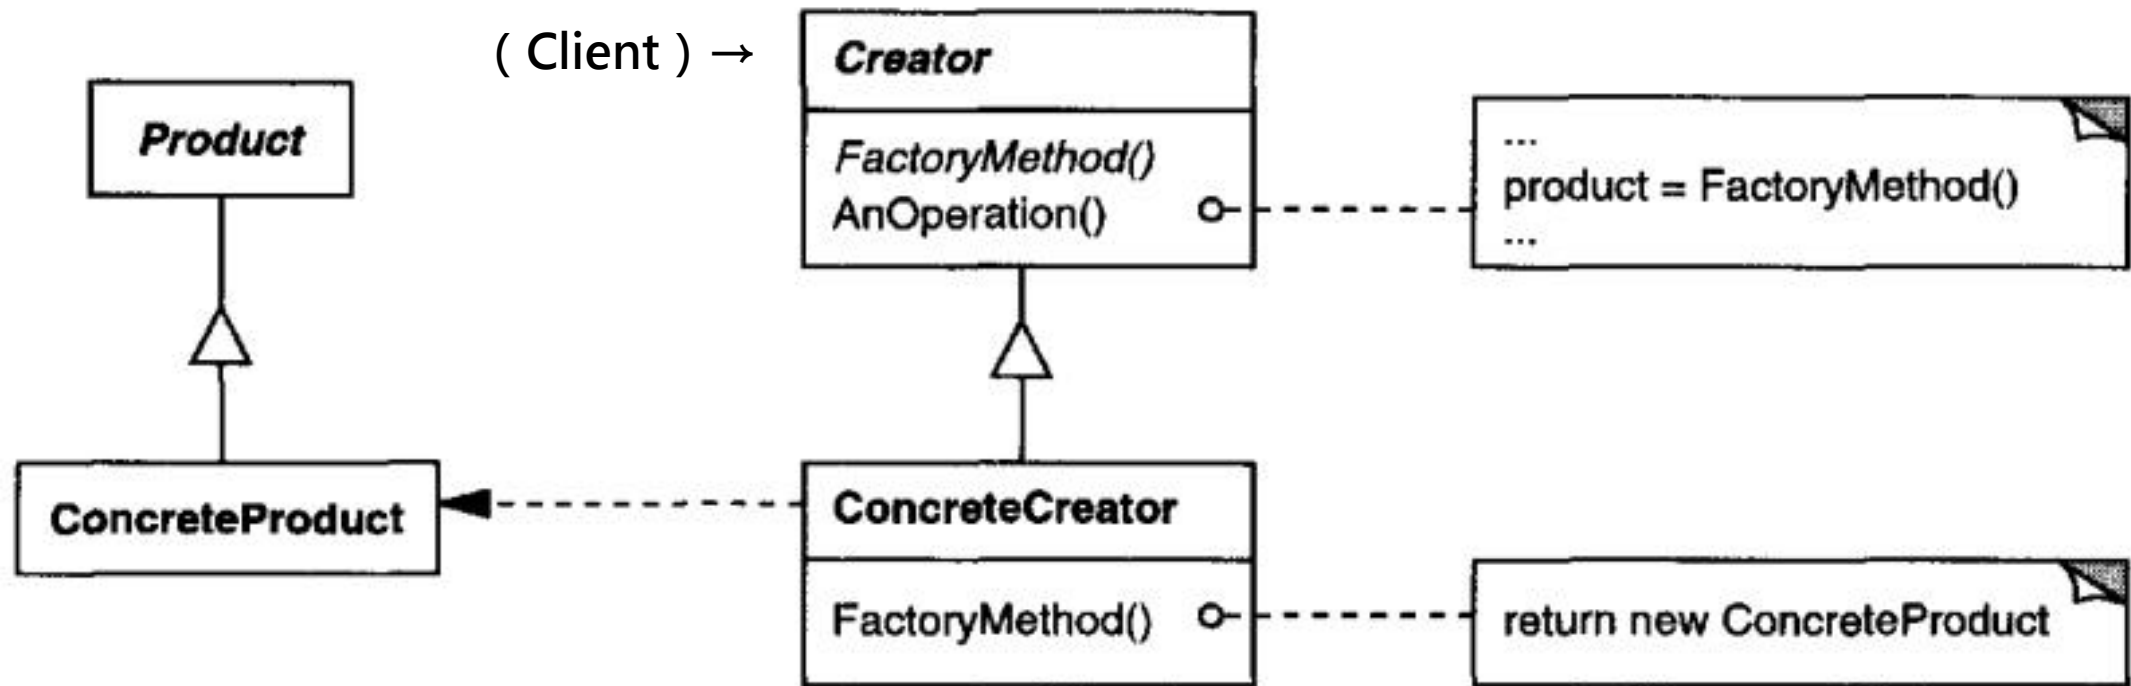 ( Client ) →
Creator
Product
FactoryMethod()
AnOperation()
...
product = FactoryMethod()
...
ConcreteProduct
ConcreteCreator
FactoryMethod()
return new ConcreteProduct